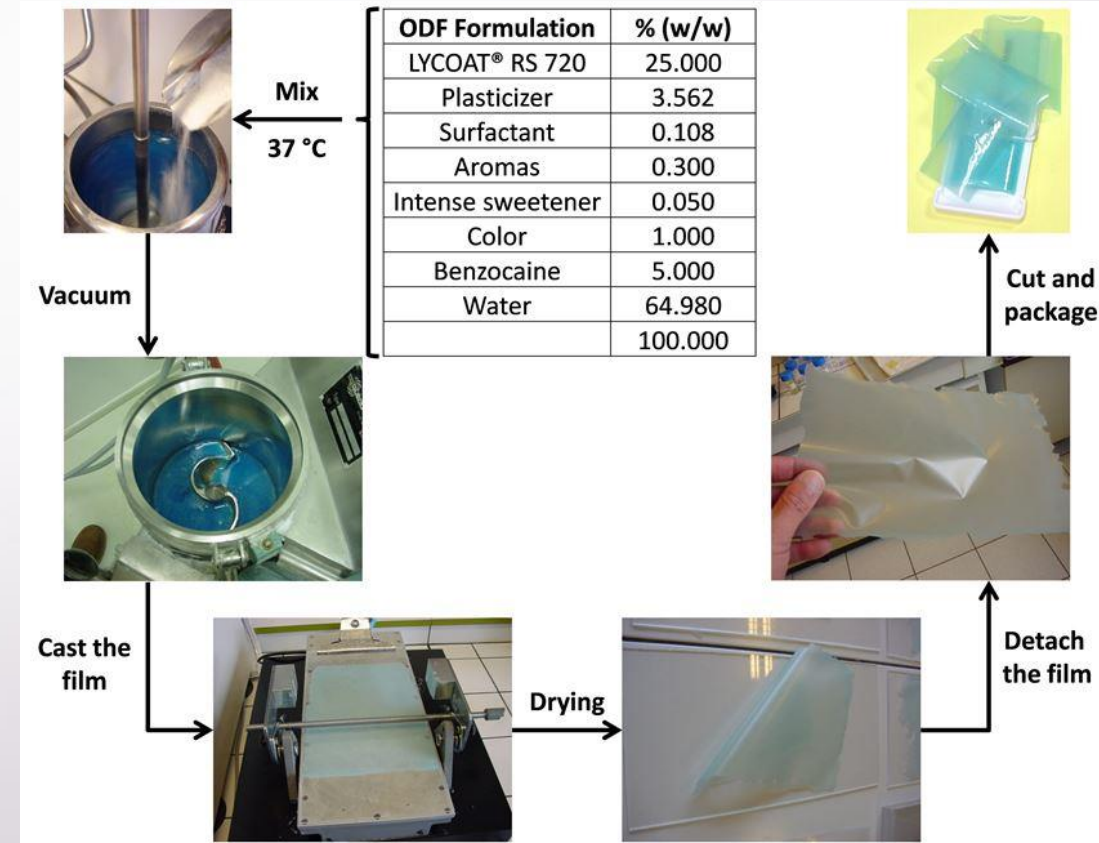 ODF Formulation % (w/w)
LYCOAT® RS 720 25.000
Plasticizer 3.562
Surfactant 0.108
Aromas 0.300
Intense sweetener 0.050
Color 1.000
Benzocaine 5.000
Water 64.980
100.000
Mix
37 °C
Vacuum
Cast the
film
Drying
Detach
the film
Cut and
package